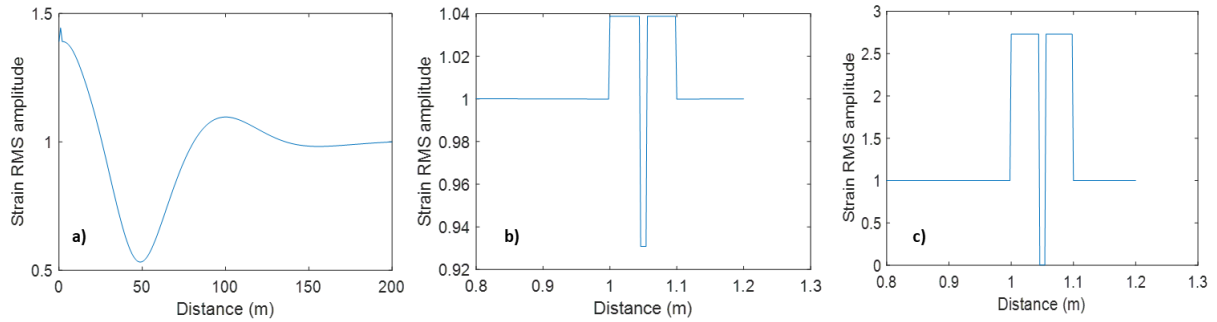 1.5
1
0.5
0 50 100 150 200
Strain RMS amplitude
Distance (m)
a)
1.04
1.02
1
0.98
0.96
0.94
0.92
0.8 0.9 1 1.1 1.2 1.3
Strain RMS amplitude
Distance (m)
b)
3
2.5
2
1.5
1
0.5
0
0.8 0.9 1 1.1 1.2 1.3
Strain RMS amplitude
Distance (m)
c)